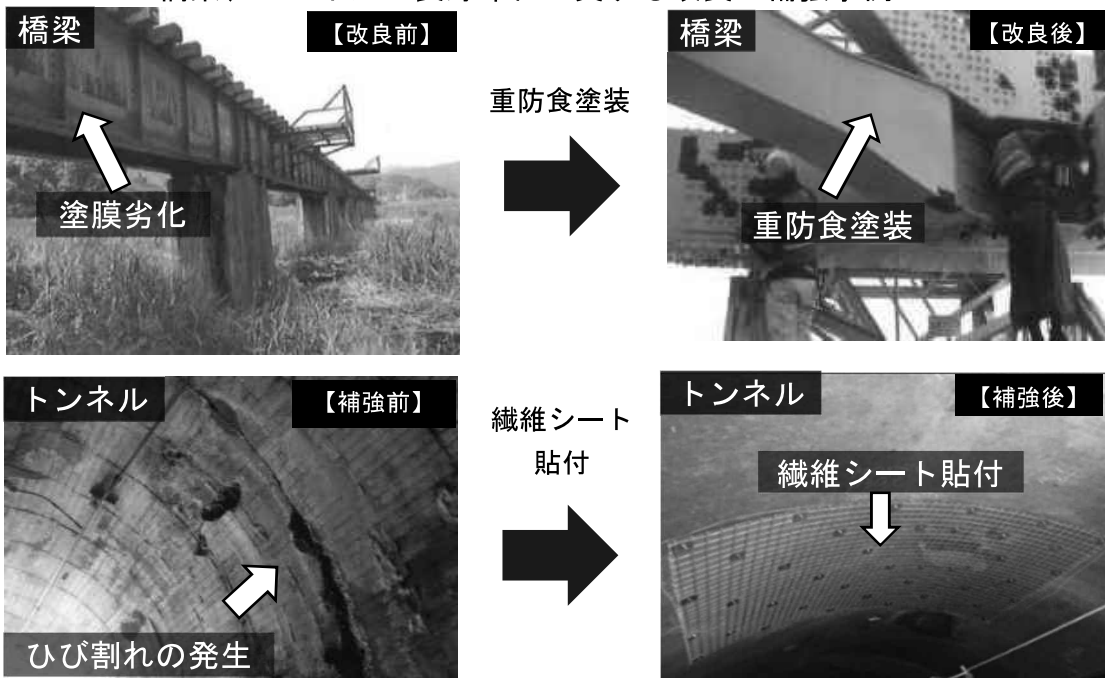 橋梁
【改良前】
塗膜劣化
重防食塗装
橋梁
【改良後】
重防食塗装
トンネル
【補強前】
ひび割れの発生
繊維シート
貼付
トンネル
【補強後】
繊維シート貼付